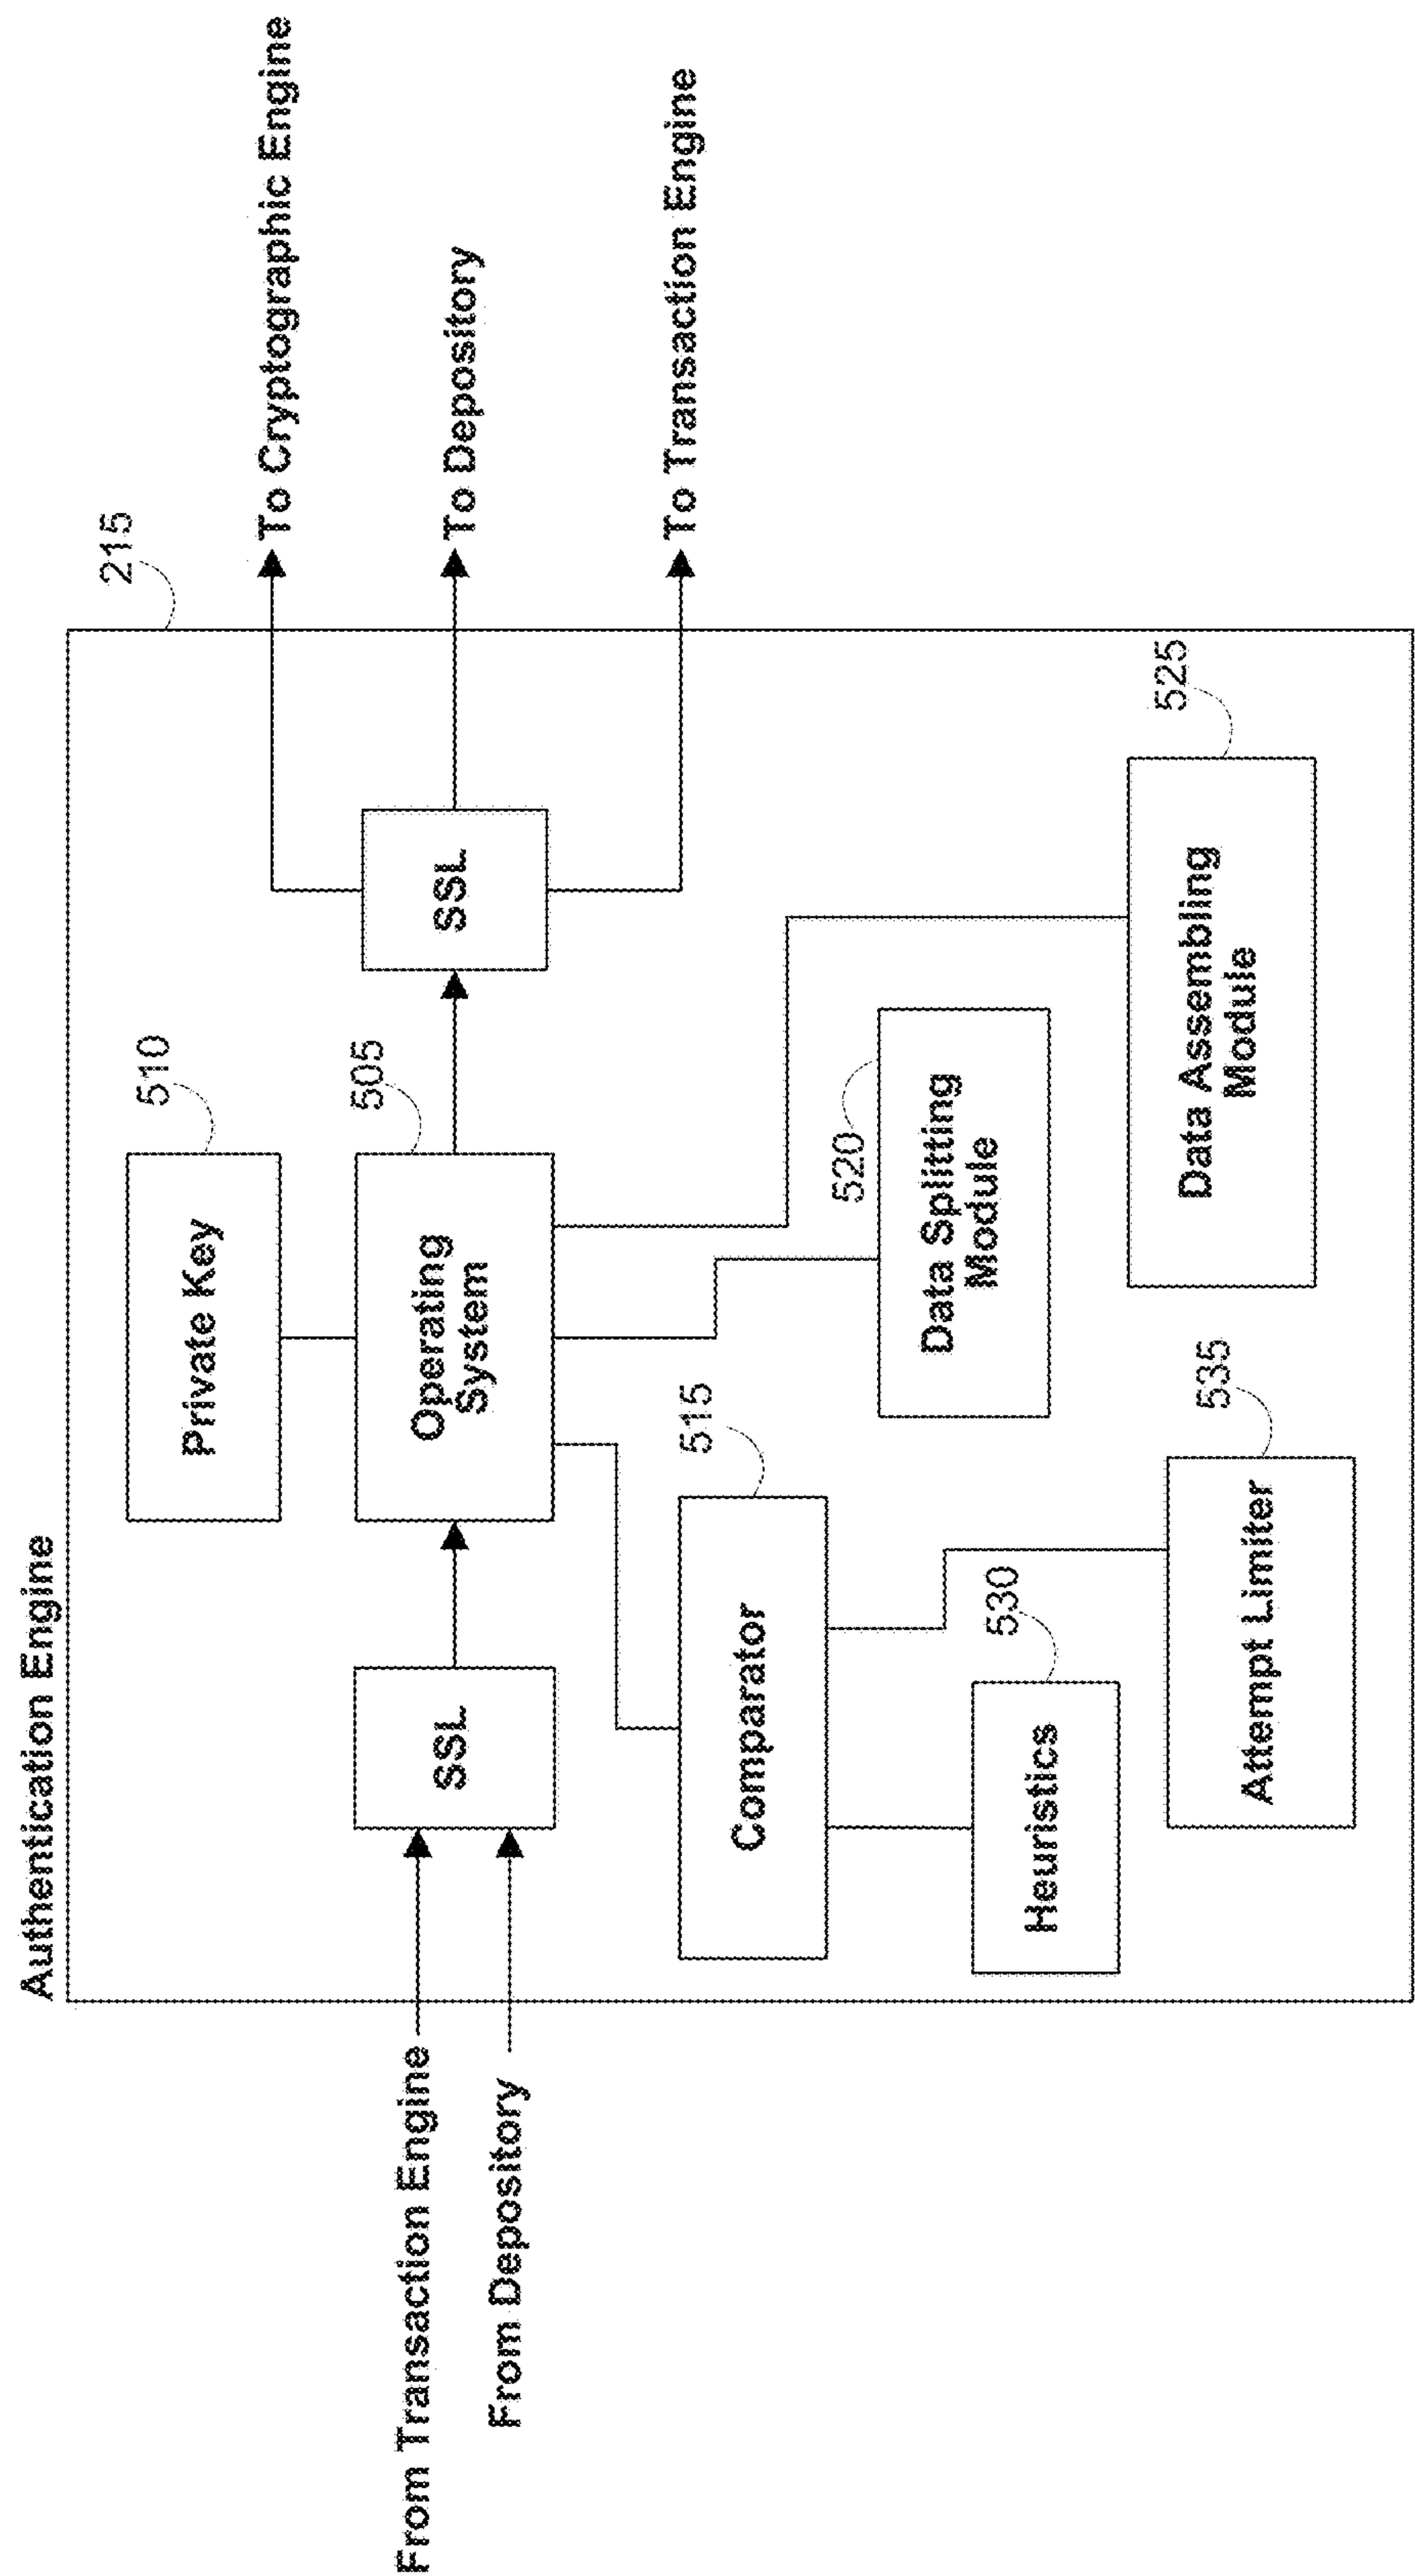 Authentication Engine
215
510
Private Key
505
From Transaction Engine
From Depository
SSL
Operating
System
SSL
To Cryptographic Engine
To Depository
To Transaction Engine
515
Comparator
520
Data Splitting
Module
525
Data Assembling
Module
530
Heuristics
535
Attempt Limiter